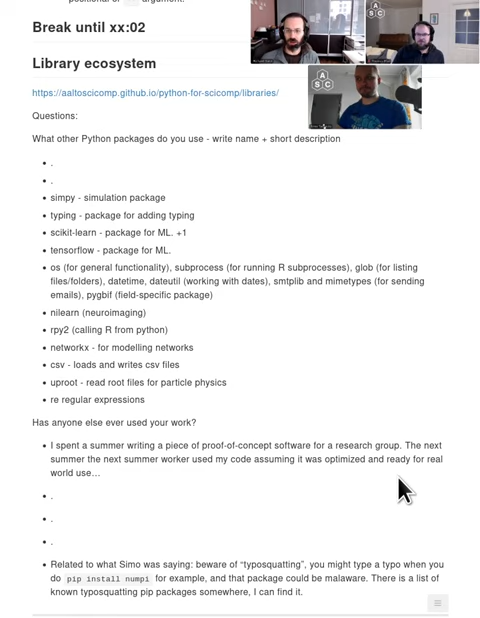 positional or argument.
Break until xx:02
Library ecosystem
https://aaltoscicomp.github.io/python-for-scicomp/libraries/
Questions:
What other Python packages do you use - write name + short description
• .
• .
• simpy - simulation package
• typing - package for adding typing
• scikit-learn - package for ML. +1
• tensorflow - package for ML.
• os (for general functionality), subprocess (for running R subprocesses), glob (for listing
files/folders), datetime, dateutil (working with dates), smtplib and mimetypes (for sending
emails), pygbif (field-specific package)
• nilearn (neuroimaging)
• rpy2 (calling R from python)
• networkx - for modelling networks
• csv - loads and writes csv files
• uproot - read root files for particle physics
• re regular expressions
Has anyone else ever used your work?
• I spent a summer writing a piece of proof-of-concept software for a research group. The next
summer the next summer worker used my code assuming it was optimized and ready for real
world use…
• .
• .
• .
• Related to what Simo was saying: beware of “typosquatting”, you might type a typo when you
do pip install numpi for example, and that package could be malware. There is a list of
known typosquatting pip packages somewhere, I can find it.